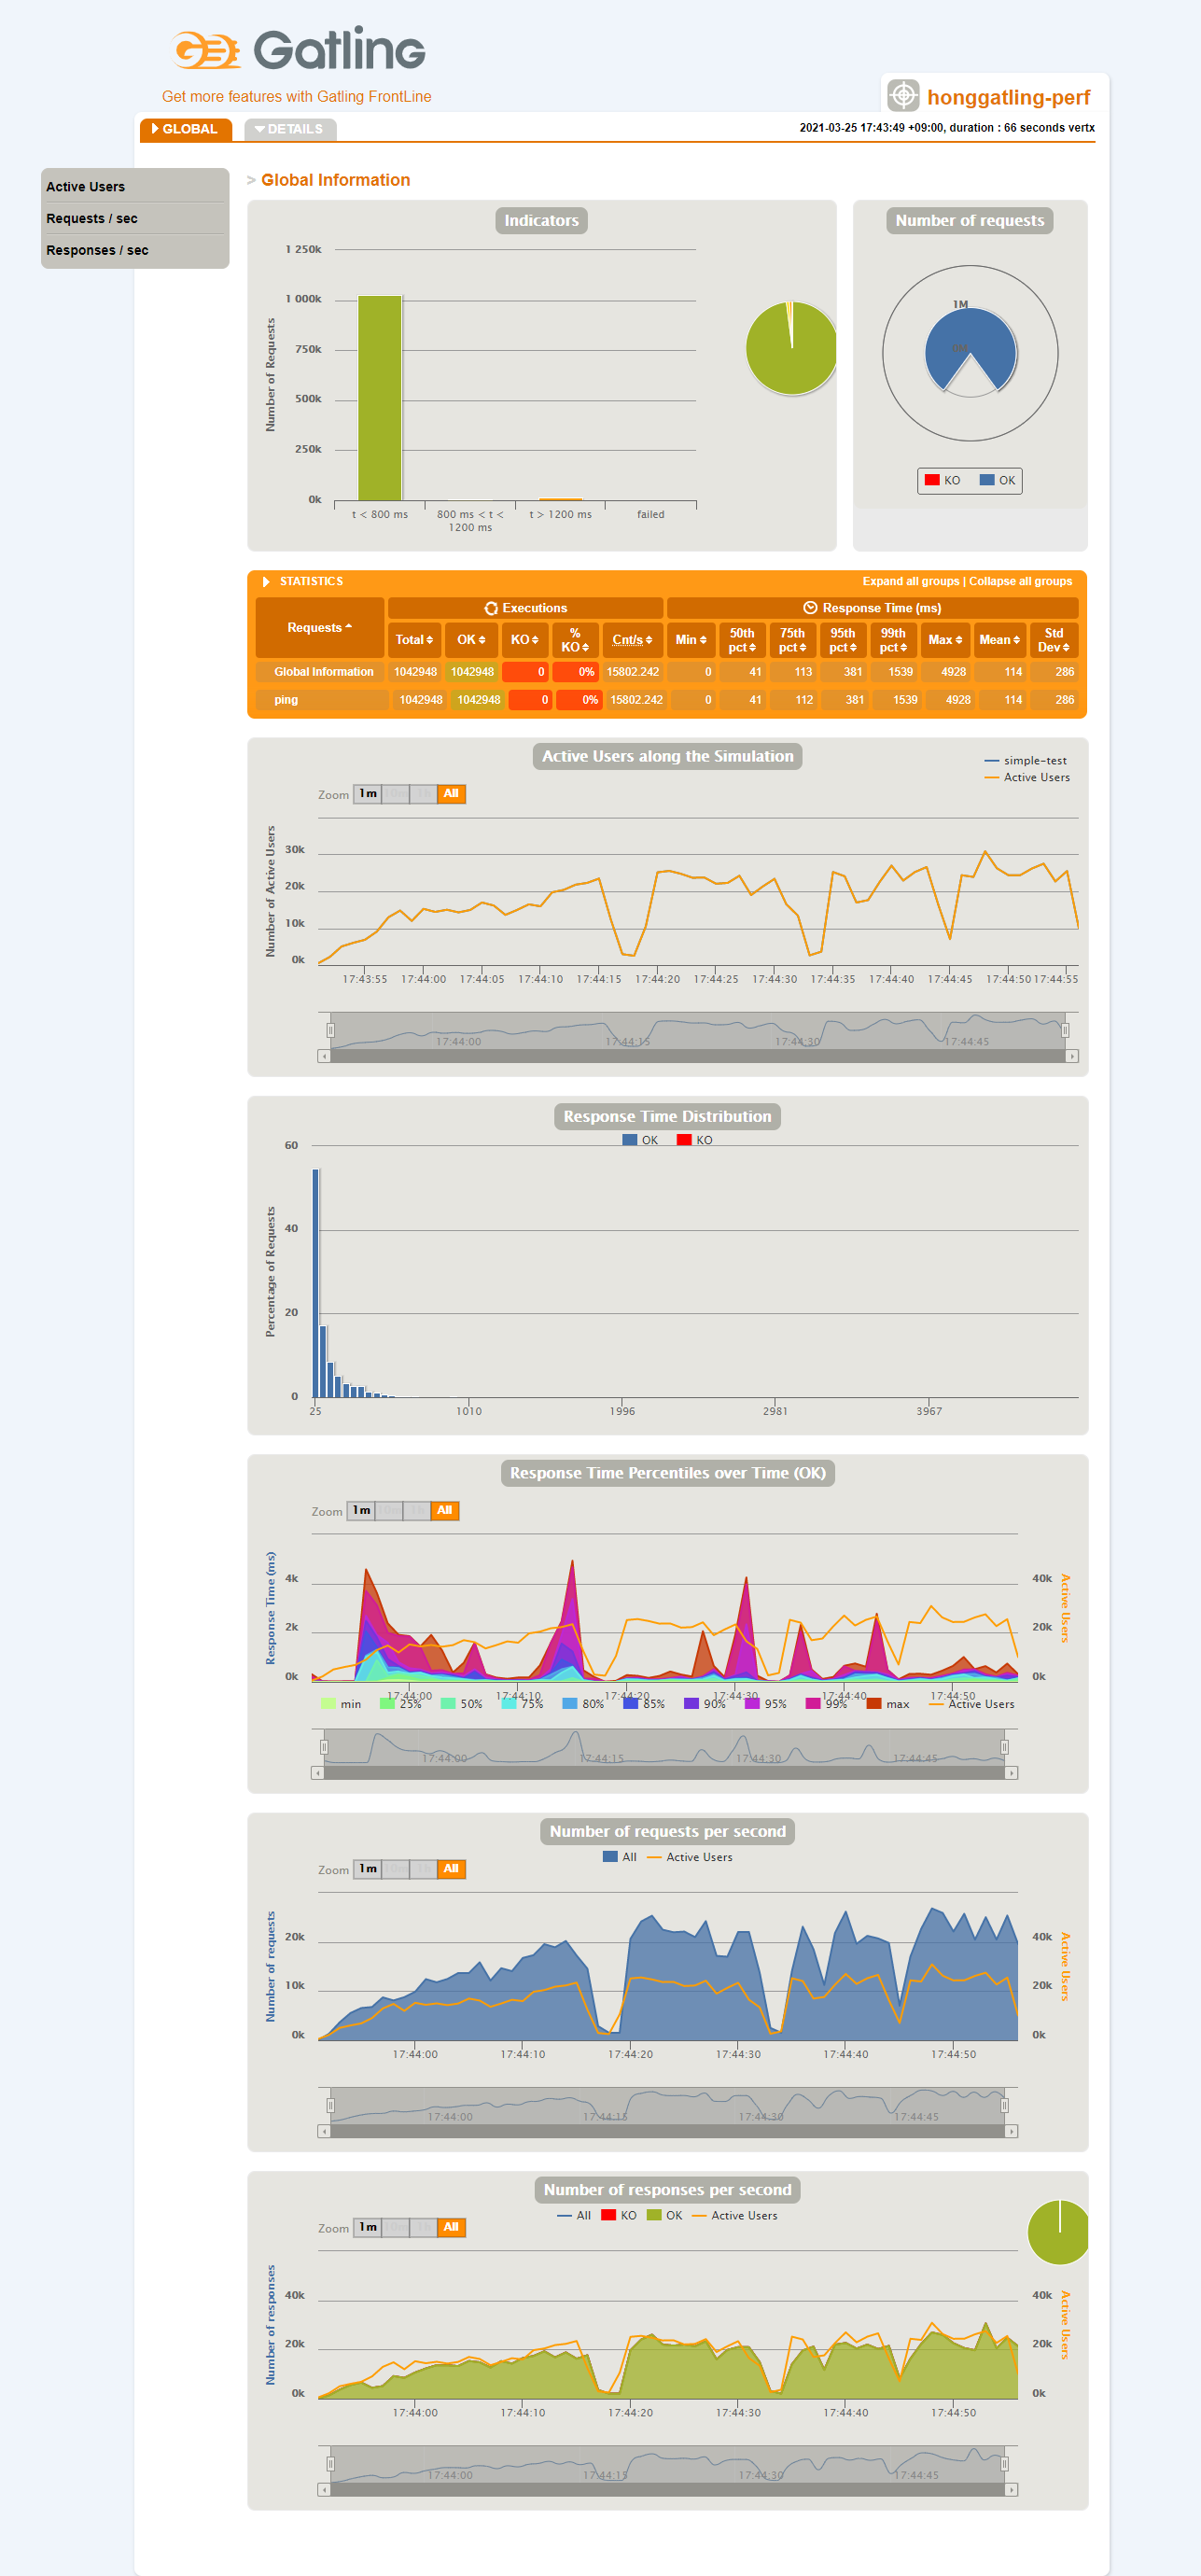 Gatling
Get more features with Gatling FrontLine
honggatling-perf
GLOBAL
DETAILS
2021-03-25 17:43:49 +09:00, duration : 66 seconds vertx
Active Users
Requests / sec
Responses / sec
> Global Information
Indicators
Number of Requests
1 250k
1 000k
750k
500k
250k
0k
t < 800 ms
800 ms < t <
1200 ms
t > 1200 ms
failed
Number of requests
1M
0M
KO
OK
STATISTICS
Expand all groups | Collapse all groups
Requests
Executions
Response Time (ms)
Total
OK
KO
%
KO
Cnt/s
Min
50th
pct
75th
pct
95th
pct
99th
pct
Max
Mean
Std
Dev
Global Information 1042948 1042948 0 0% 15802.242 0 41 113 381 1539 4928 114 286
ping 1042948 1042948 0 0% 15802.242 0 41 112 381 1539 4928 114 286
Active Users along the Simulation
simple-test
Active Users
Zoom 1m 10m 1h All
Number of Active Users
30k
20k
10k
0k
17:43:55 17:44:00 17:44:05 17:44:10 17:44:15 17:44:20 17:44:25 17:44:30 17:44:35 17:44:40 17:44:45 17:44:50 17:44:55
17:44:00 17:44:15 17:44:30 17:44:45
Response Time Distribution
OK KO
Percentage of Requests
60
40
20
0
25 1010 1996 2981 3967
Response Time Percentiles over Time (OK)
Zoom 1m 10m 1h All
Response Time (ms)
4k
2k
0k
40k
20k
0k
Active Users
17:44:00 17:44:10 17:44:20 17:44:30 17:44:40 17:44:50
min 25% 50% 75% 80% 85% 90% 95% 99% max Active Users
17:44:00 17:44:15 17:44:30 17:44:45
Number of requests per second
All Active Users
Zoom 1m 10m 1h All
Number of requests
20k
10k
0k
40k
20k
0k
Active Users
17:44:00 17:44:10 17:44:20 17:44:30 17:44:40 17:44:50
17:44:00 17:44:15 17:44:30 17:44:45
Number of responses per second
All KO OK Active Users
Zoom 1m 10m 1h All
Number of responses
40k
20k
0k
40k
20k
0k
Active Users
17:44:00 17:44:10 17:44:20 17:44:30 17:44:40 17:44:50
17:44:00 17:44:15 17:44:30 17:44:45